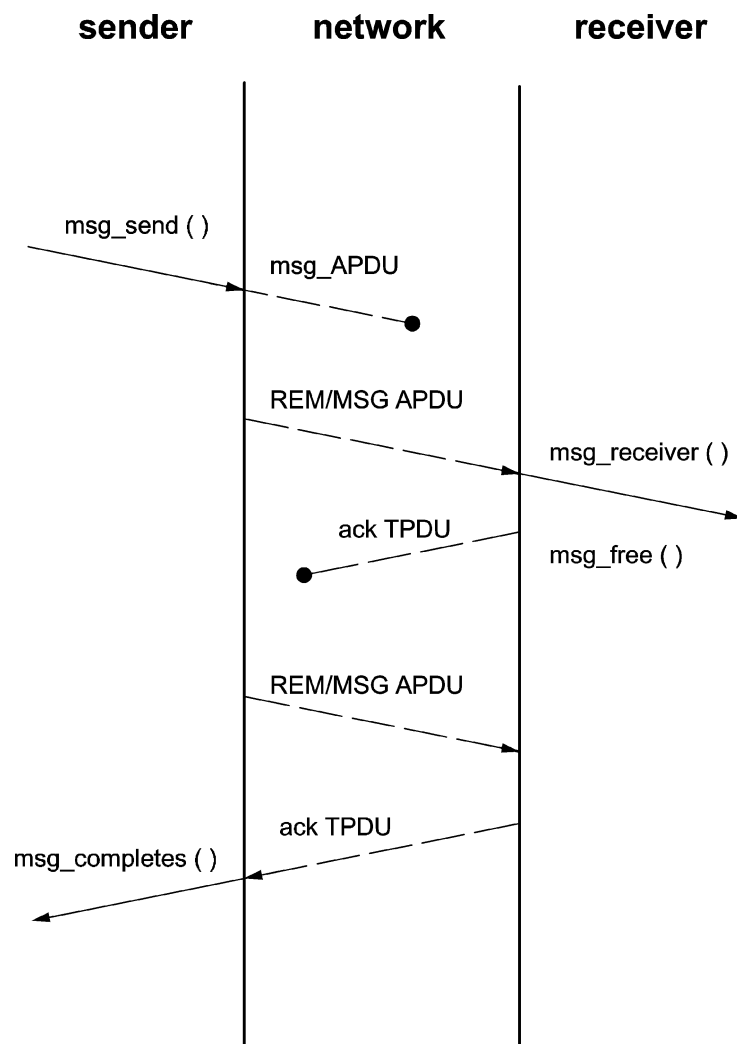 sender network receiver
msg_send ( )
msg_APDU
REM/MSG APDU
msg_receiver ( )
ack TPDU
msg_free ( )
REM/MSG APDU
ack TPDU
msg_completes ( )